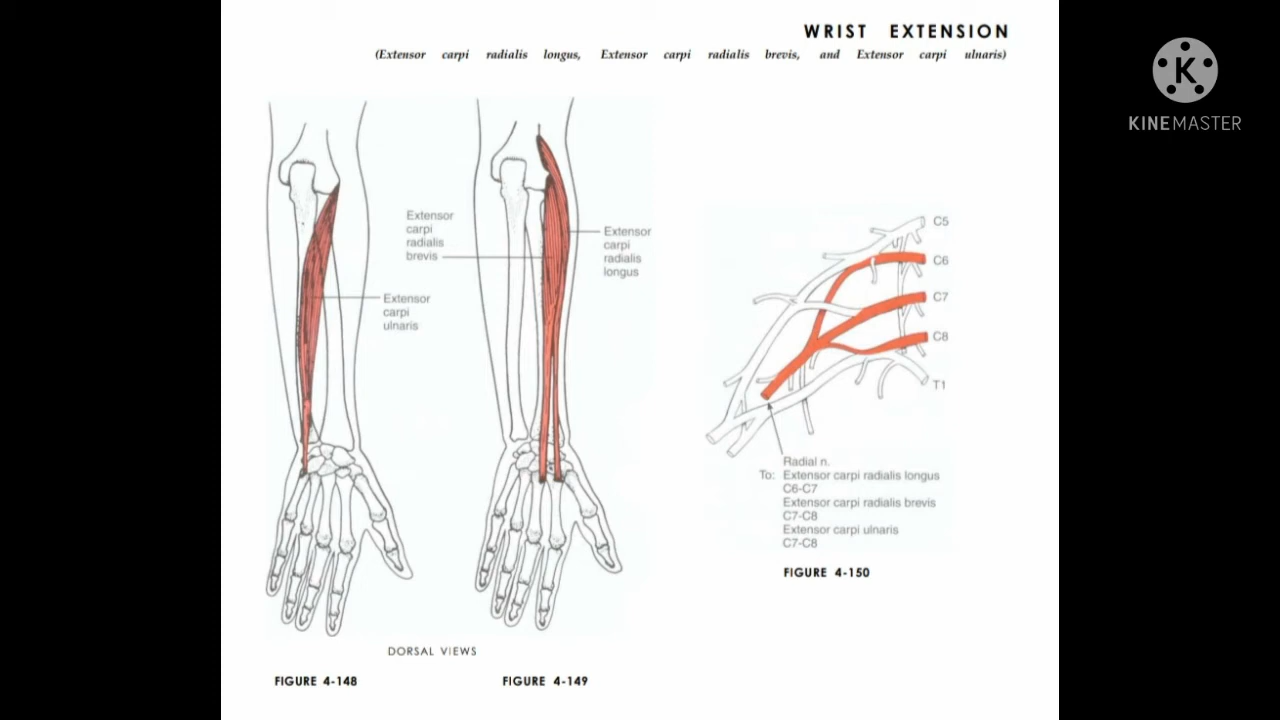 WRIST EXTENSION
(Extensor carpi radialis longus, Extensor carpi radialis brevis, and Extensor carpi ulnaris)
K
KINEMASTER
Extensor
carpi
radialis
brevis
Extensor
carpi
radialis
longus
Extensor
carpi
ulnaris
C5
C6
C7
C8
T1
Radial n.
To: Extensor carpi radialis longus
C6-C7
Extensor carpi radialis brevis
C7-C8
Extensor carpi ulnaris
C7-C8
FIGURE 4-150
DORSAL VIEWS
FIGURE 4-148
FIGURE 4-149